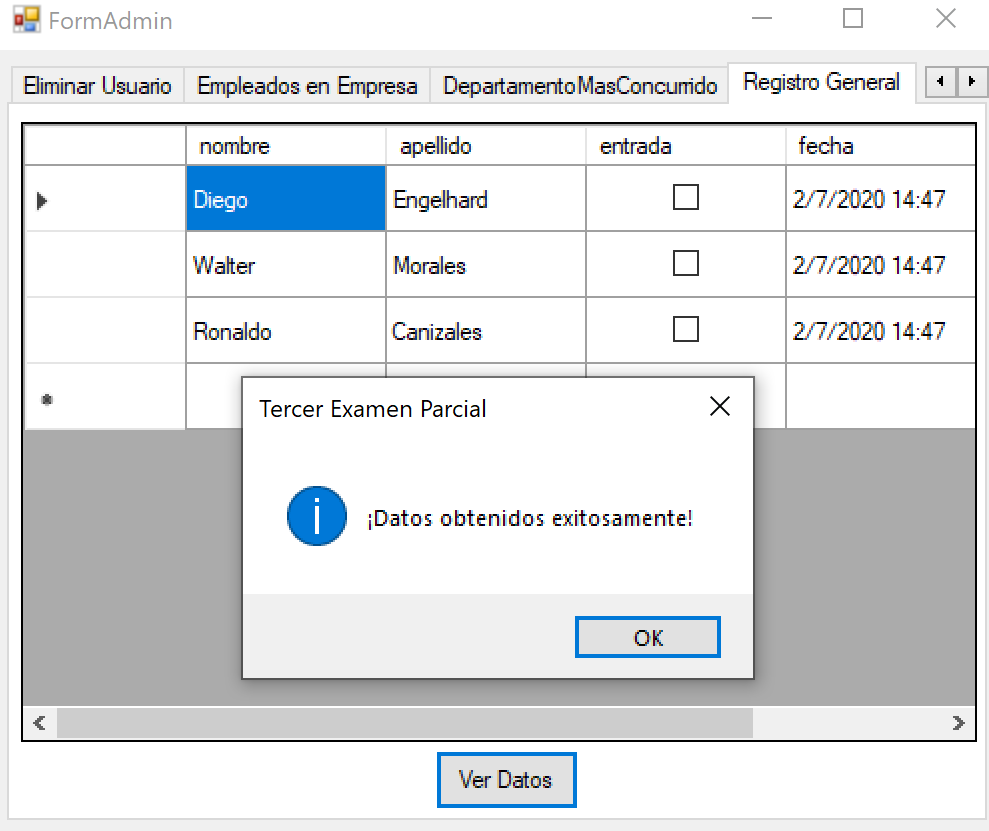 FormAdmin
Eliminar Usuario Empleados en Empresa DepartamentoMasConcurrido Registro General
nombre apellido entrada fecha
Diego Engelhard 2/7/2020 14:47
Walter Morales 2/7/2020 14:47
Ronaldo Canizales 2/7/2020 14:47
Tercer Examen Parcial
¡Datos obtenidos exitosamente!
OK
Ver Datos